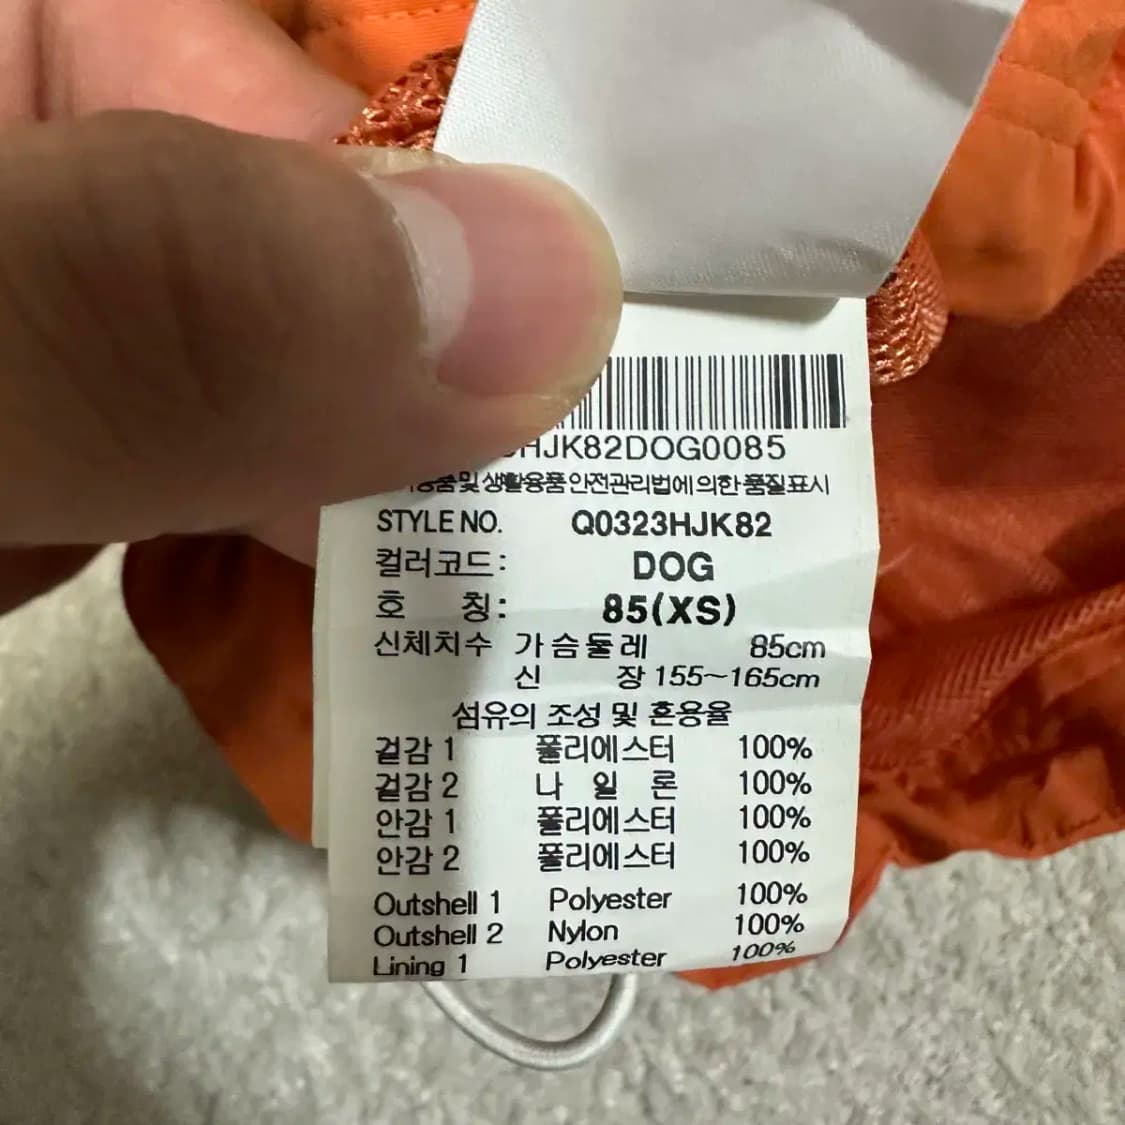 HJK82DOG0085
용품 및 생활용품 안전관리법에 의한 품질표시
STYLE NO. Q0323HJK82
컬러코드: DOG
호 칭: 85(XS)
신체치수 가슴둘레 85cm
신 장 155~165cm
섬유의 조성 및 혼용율
겉감 1 폴리에스터 100%
겉감 2 나 일 론 100%
안감 1 폴리에스터 100%
안감 2 폴리에스터 100%
Outshell 1 Polyester 100%
Outshell 2 Nylon 100%
Lining 1 Polyester 100%